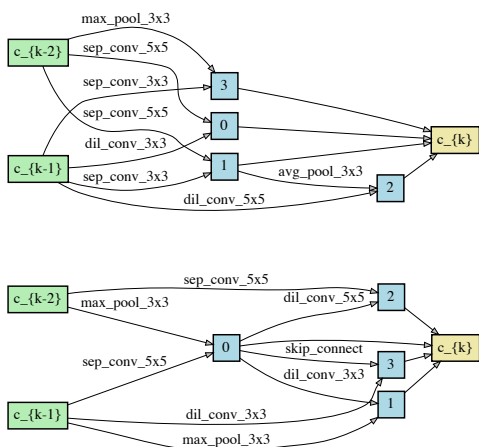 max_pool_3x3
c_{k-2}
sep_conv_5x5
sep_conv_3x3
3
sep_conv_5x5
0
c_{k}
dil_conv_3x3
c_{k-1}
1
sep_conv_3x3
avg_pool_3x3
2
dil_conv_5x5
sep_conv_5x5
c_{k-2}
dil_conv_5x5
2
max_pool_3x3
0
skip_connect
c_{k}
sep_conv_5x5
3
dil_conv_3x3
1
c_{k-1}
dil_conv_3x3
max_pool_3x3